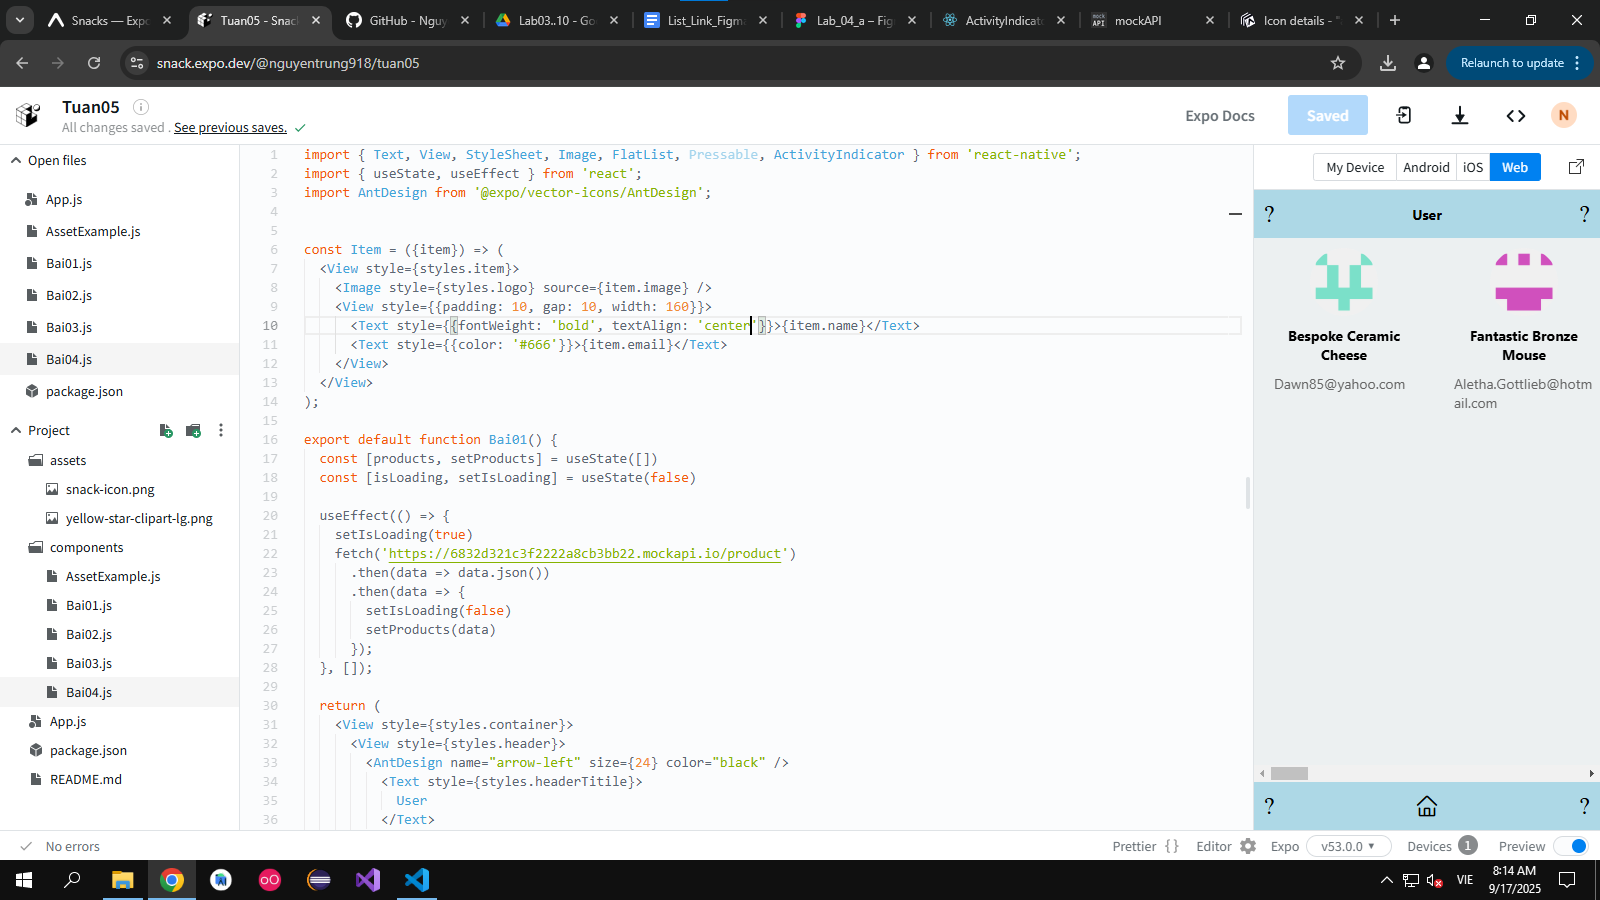 Snacks — Expo
Tuan05 - Snac
GitHub - Nguy
Lab03..10 - Go
List_Link_Figm
Lab_04_a – Fig
ActivityIndicat
mockAPI
Icon details - "
snack.expo.dev/@nguyentrung918/tuan05
Relaunch to update
Tuan05
All changes saved . See previous saves.
Expo Docs
Saved
N
Open files
App.js
AssetExample.js
Bai01.js
Bai02.js
Bai03.js
Bai04.js
package.json
Project
assets
snack-icon.png
yellow-star-clipart-lg.png
components
AssetExample.js
Bai01.js
Bai02.js
Bai03.js
Bai04.js
App.js
package.json
README.md
1 import { Text, View, StyleSheet, Image, FlatList, Pressable, ActivityIndicator } from 'react-native';
2 import { useState, useEffect } from 'react';
3 import AntDesign from '@expo/vector-icons/AntDesign';
4
5
6 const Item = ({item}) => (
7 <View style={styles.item}>
8 <Image style={styles.logo} source={item.image} />
9 <View style={{padding: 10, gap: 10, width: 160}}>
10 <Text style={{fontWeight: 'bold', textAlign: 'center'}}>{item.name}</Text>
11 <Text style={{color: '#666'}}>{item.email}</Text>
12 </View>
13 </View>
14 );
15
16 export default function Bai01() {
17 const [products, setProducts] = useState([])
18 const [isLoading, setIsLoading] = useState(false)
19
20 useEffect(() => {
21 setIsLoading(true)
22 fetch('https://6832d321c3f2222a8cb3bb22.mockapi.io/product')
23 .then(data => data.json())
24 .then(data => {
25 setIsLoading(false)
26 setProducts(data)
27 });
28 }, []);
29
30 return (
31 <View style={styles.container}>
32 <View style={styles.header}>
33 <AntDesign name="arrow-left" size={24} color="black" />
34 <Text style={styles.headerTitile}>
35 User
36 </Text>
My Device Android iOS Web
? User ?
Bespoke Ceramic
Cheese
Dawn85@yahoo.com
Fantastic Bronze
Mouse
Aletha.Gottlieb@hotm
ail.com
? ?
No errors
Prettier {} Editor Expo v53.0.0 Devices 1 Preview
VIE
8:14 AM
9/17/2025